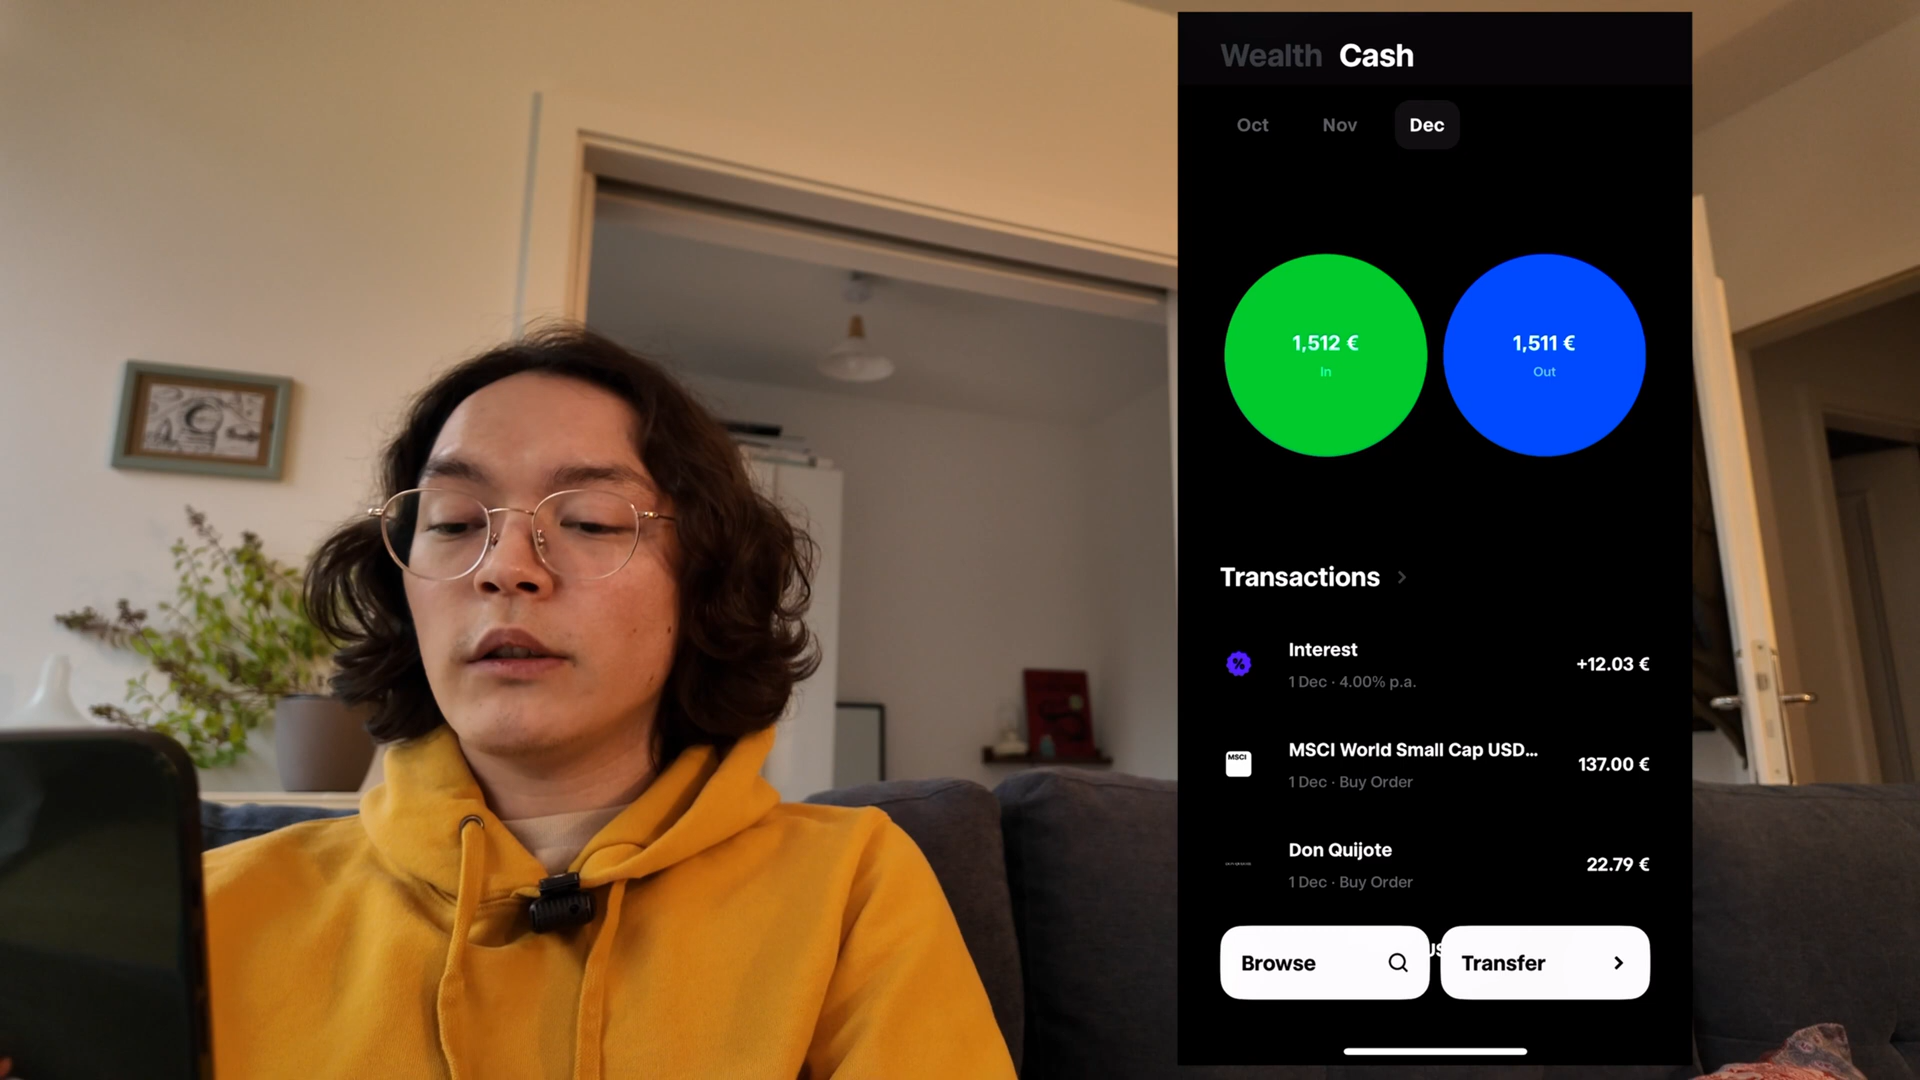 Wealth Cash
Oct Nov Dec
1,512 €
In
1,511 €
Out
Transactions
Interest
1 Dec · 4.00% p.a.
+12.03 €
MSCI
MSCI World Small Cap USD...
1 Dec · Buy Order
137.00 €
Don Quijote
1 Dec · Buy Order
22.79 €
Browse
Transfer